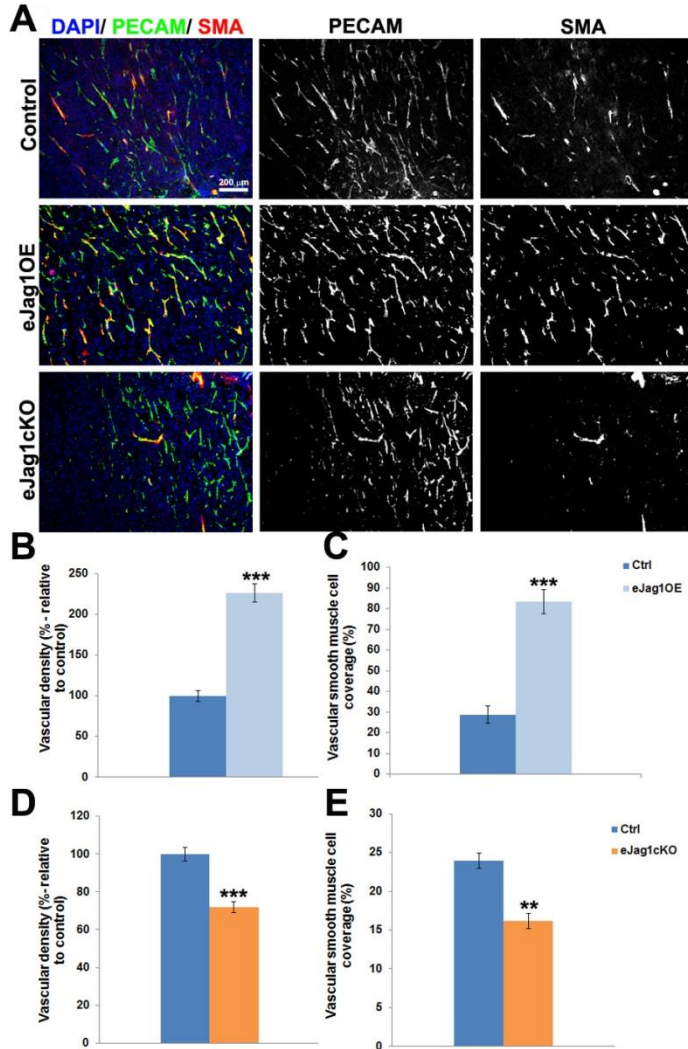 A
DAPI/ PECAM/ SMA
PECAM
SMA
Control
200 µm
eJag1OE
eJag1cKO
B
Vascular density (% - relative
to control)
250
200
150
100
50
0
***
C
Vascular smooth muscle cell
coverage (%)
100
90
80
70
60
50
40
30
20
10
0
***
Ctrl
eJag1OE
D
Vascular density (%- relative
to control)
120
100
80
60
40
20
0
***
E
Vascular smooth muscle cell
coverage (%)
30
25
20
15
10
5
0
**
Ctrl
eJag1cKO